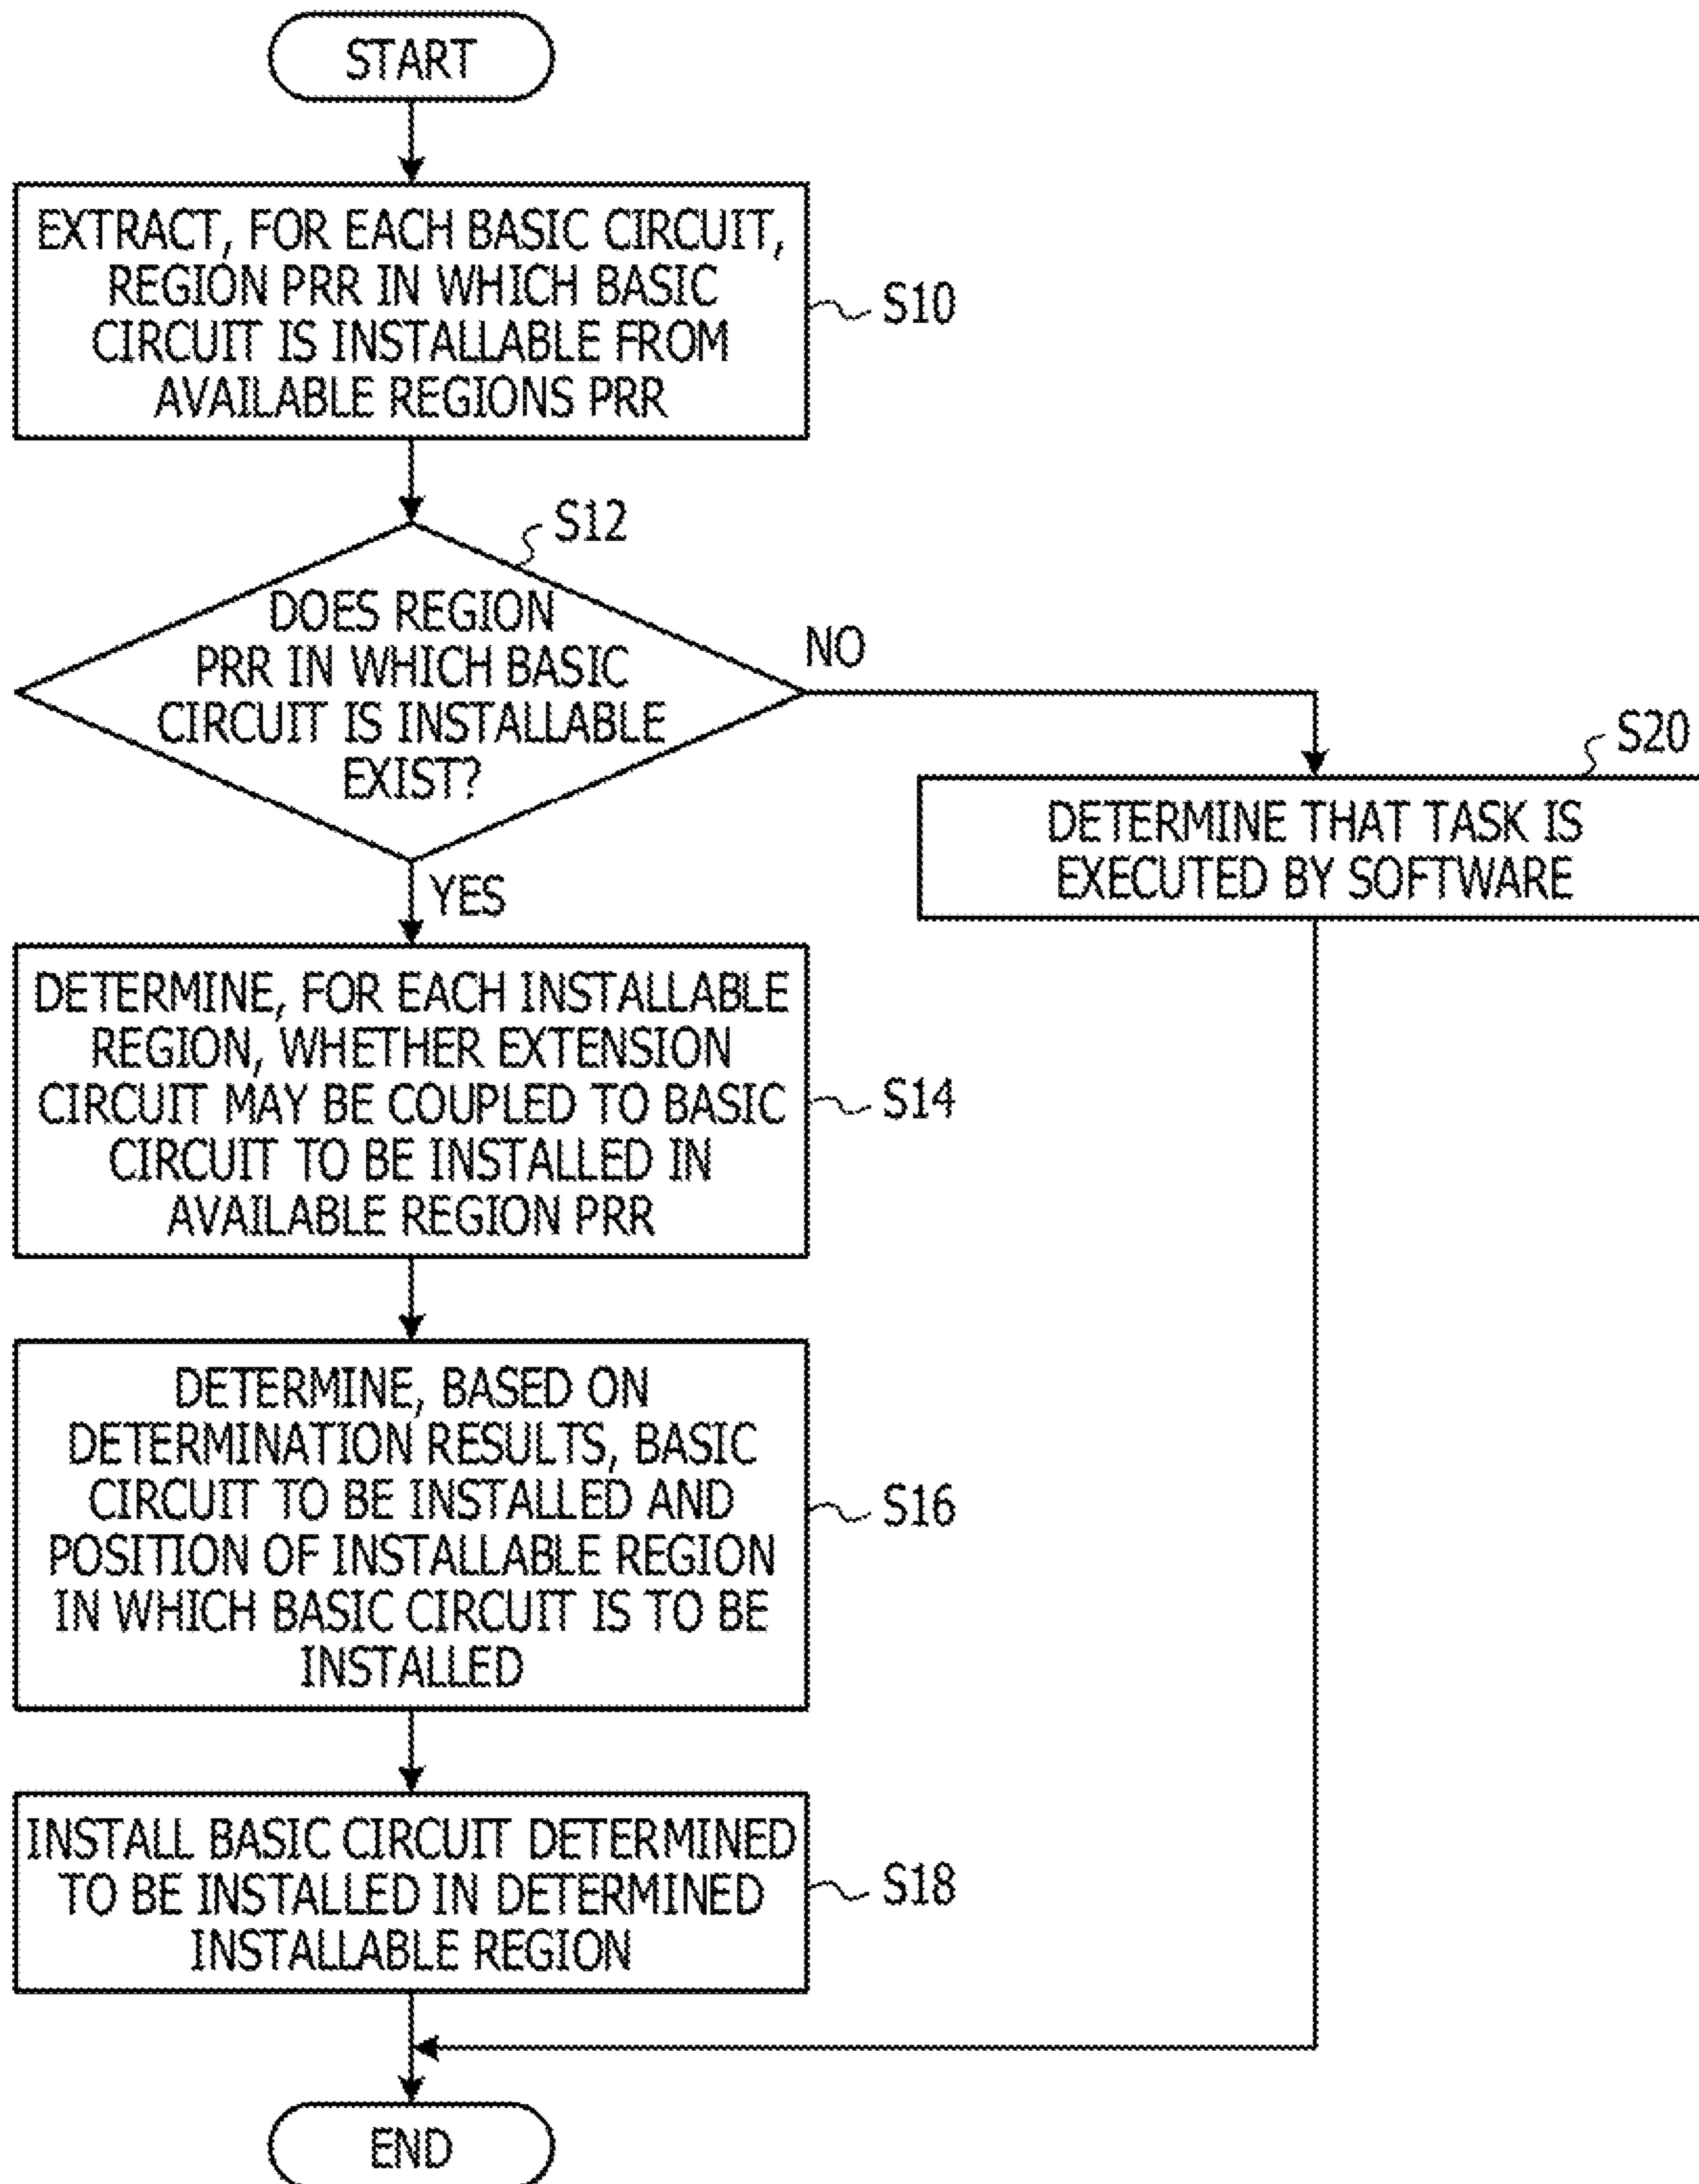 START
EXTRACT, FOR EACH BASIC CIRCUIT,
REGION PRR IN WHICH BASIC
CIRCUIT IS INSTALLABLE FROM
AVAILABLE REGIONS PRR
S10
S12
DOES REGION
PRR IN WHICH BASIC
CIRCUIT IS INSTALLABLE
EXIST?
NO
YES
S20
DETERMINE THAT TASK IS
EXECUTED BY SOFTWARE
DETERMINE, FOR EACH INSTALLABLE
REGION, WHETHER EXTENSION
CIRCUIT MAY BE COUPLED TO BASIC
CIRCUIT TO BE INSTALLED IN
AVAILABLE REGION PRR
S14
DETERMINE, BASED ON
DETERMINATION RESULTS, BASIC
CIRCUIT TO BE INSTALLED AND
POSITION OF INSTALLABLE REGION
IN WHICH BASIC CIRCUIT IS TO BE
INSTALLED
S16
INSTALL BASIC CIRCUIT DETERMINED
TO BE INSTALLED IN DETERMINED
INSTALLABLE REGION
S18
END